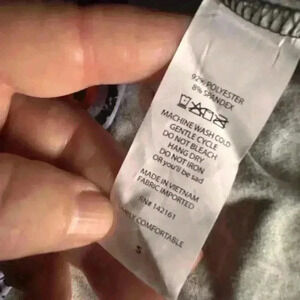 92% POLYESTER
8% SPANDEX
MACHINE WASH COLD
GENTLE CYCLE
DO NOT BLEACH
HANG DRY
DO NOT IRON
OR you'll be sad
MADE IN VIETNAM
FABRIC IMPORTED
RN# 142161
COMFORTABLE
S